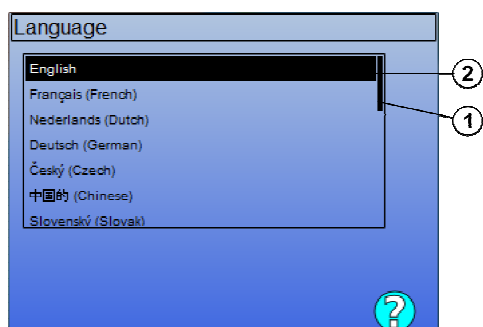 Language
English
Français (French)
Nederlands (Dutch)
Deutsch (German)
Český (Czech)
中国的 (Chinese)
Slovenský (Slovak)
2
1
?